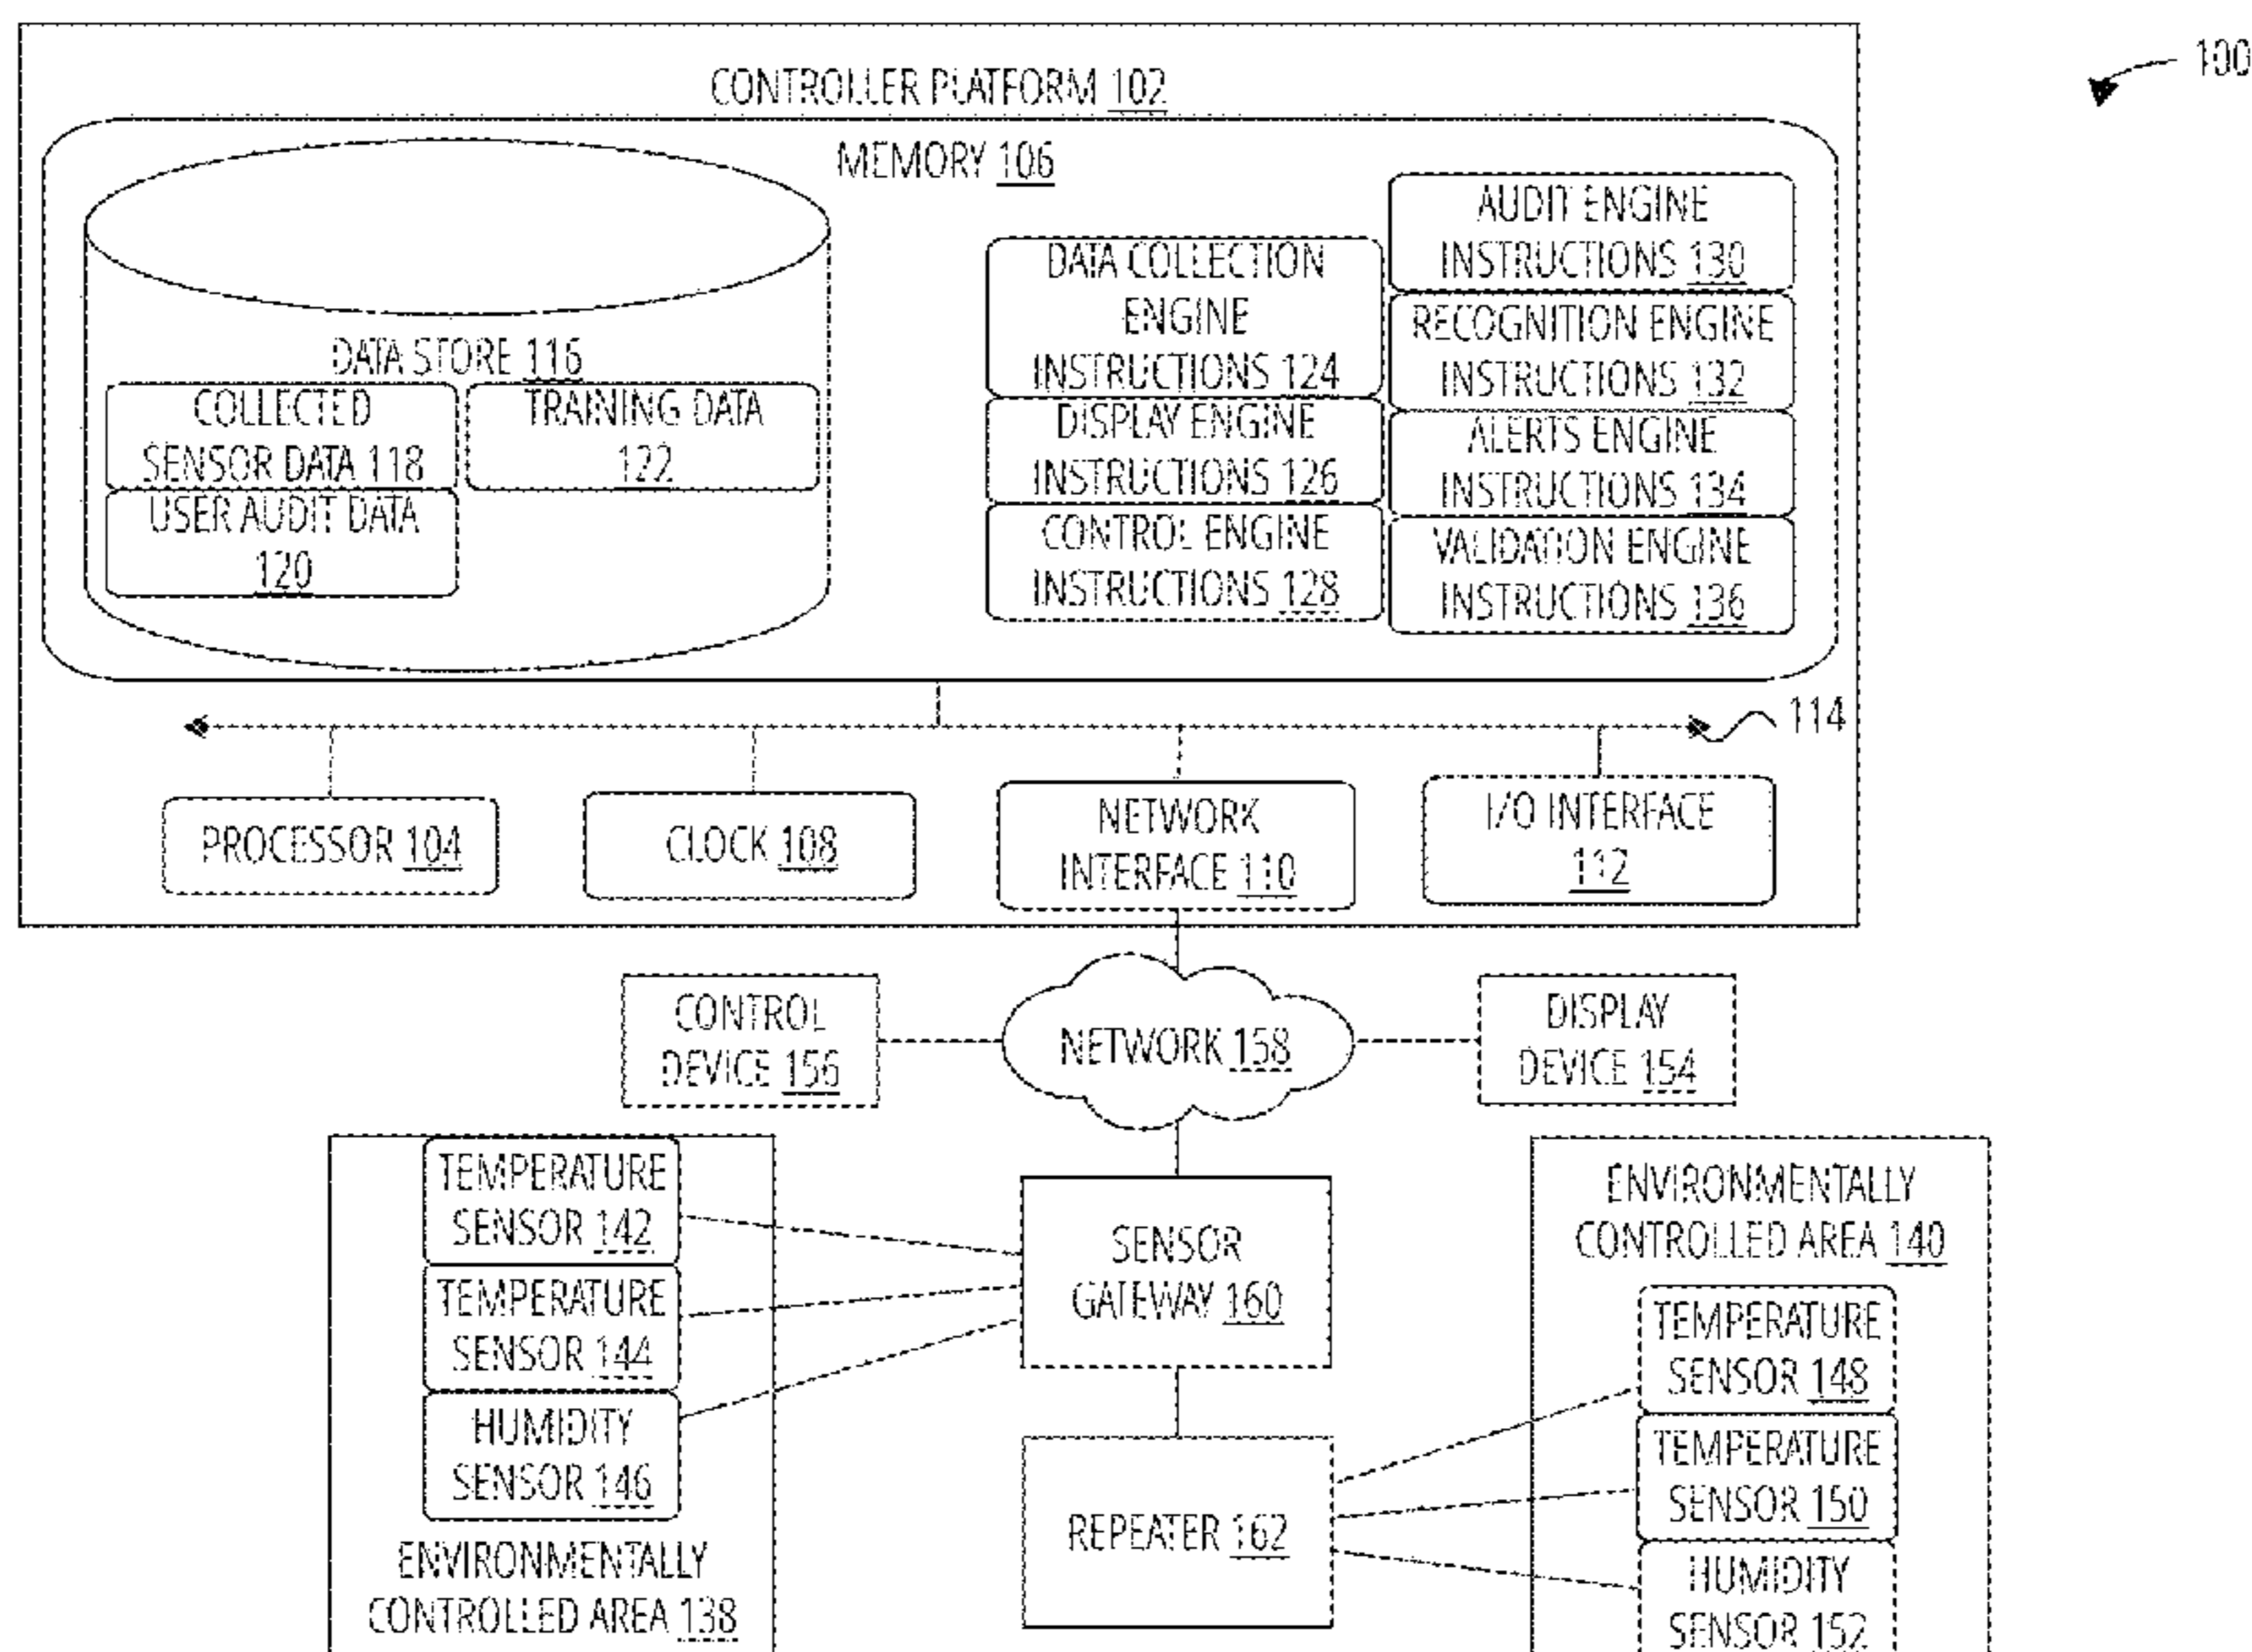 100
CONTROLLER PLATFORM 102
MEMORY 106
DATA STORE 116
COLLECTED
SENSOR DATA 118
TRAINING DATA
122
USER AUDIT DATA
120
DATA COLLECTION
ENGINE
INSTRUCTIONS 124
DISPLAY ENGINE
INSTRUCTIONS 126
CONTROL ENGINE
INSTRUCTIONS 128
AUDIT ENGINE
INSTRUCTIONS 130
RECOGNITION ENGINE
INSTRUCTIONS 132
ALERTS ENGINE
INSTRUCTIONS 134
VALIDATION ENGINE
INSTRUCTIONS 136
114
PROCESSOR 104
CLOCK 108
NETWORK
INTERFACE 110
I/O INTERFACE
112
CONTROL
DEVICE 156
NETWORK 158
DISPLAY
DEVICE 154
TEMPERATURE
SENSOR 142
TEMPERATURE
SENSOR 144
HUMIDITY
SENSOR 146
ENVIRONMENTALLY
CONTROLLED AREA 138
SENSOR
GATEWAY 160
REPEATER 162
ENVIRONMENTALLY
CONTROLLED AREA 140
TEMPERATURE
SENSOR 148
TEMPERATURE
SENSOR 150
HUMIDITY
SENSOR 152